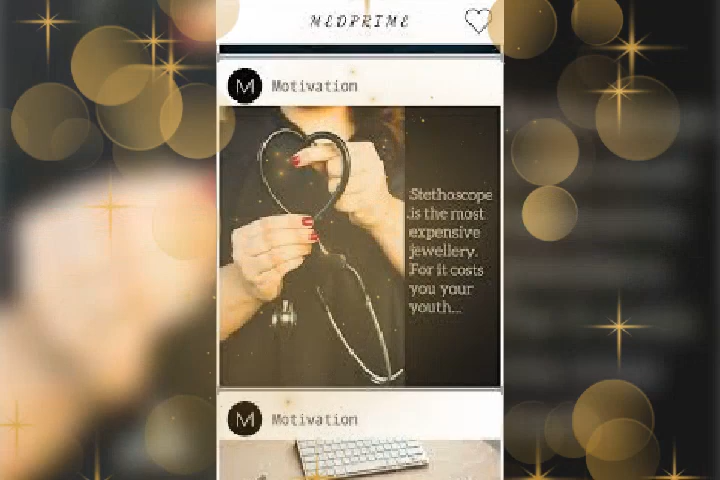 MEDPRIME
M Motivation
Stethoscope
.is the most
expensive
jewellery.
For it costs
you your
youth...
M Motivation